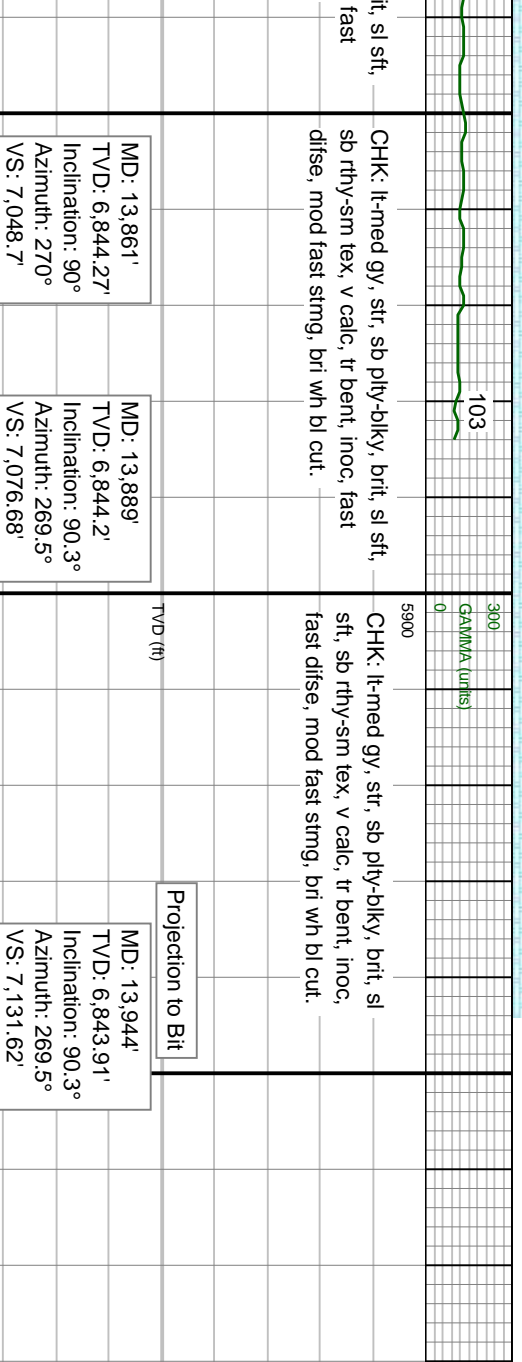 it, sl sft,
fast
CHK: lt-med gy, str, sb plty-blky, brit, sl sft,
sb rthy-sm tex, v calc, tr bent, inoc, fast
difse, mod fast stmg, bri wh bl cut.
103
MD: 13,861'
TVD: 6,844.27'
Inclination: 90°
Azimuth: 270°
VS: 7,048.7'
MD: 13,889'
TVD: 6,844.2'
Inclination: 90.3°
Azimuth: 269.5°
VS: 7,076.68'
300
GAMMA (units)
0
5900
TVD (ft)
CHK: lt-med gy, str, sb plty-blky, brit, sl
sft, sb rthy-sm tex, v calc, tr bent, inoc,
fast difse, mod fast stmg, bri wh bl cut.
Projection to Bit
MD: 13,944'
TVD: 6,843.91'
Inclination: 90.3°
Azimuth: 269.5°
VS: 7,131.62'